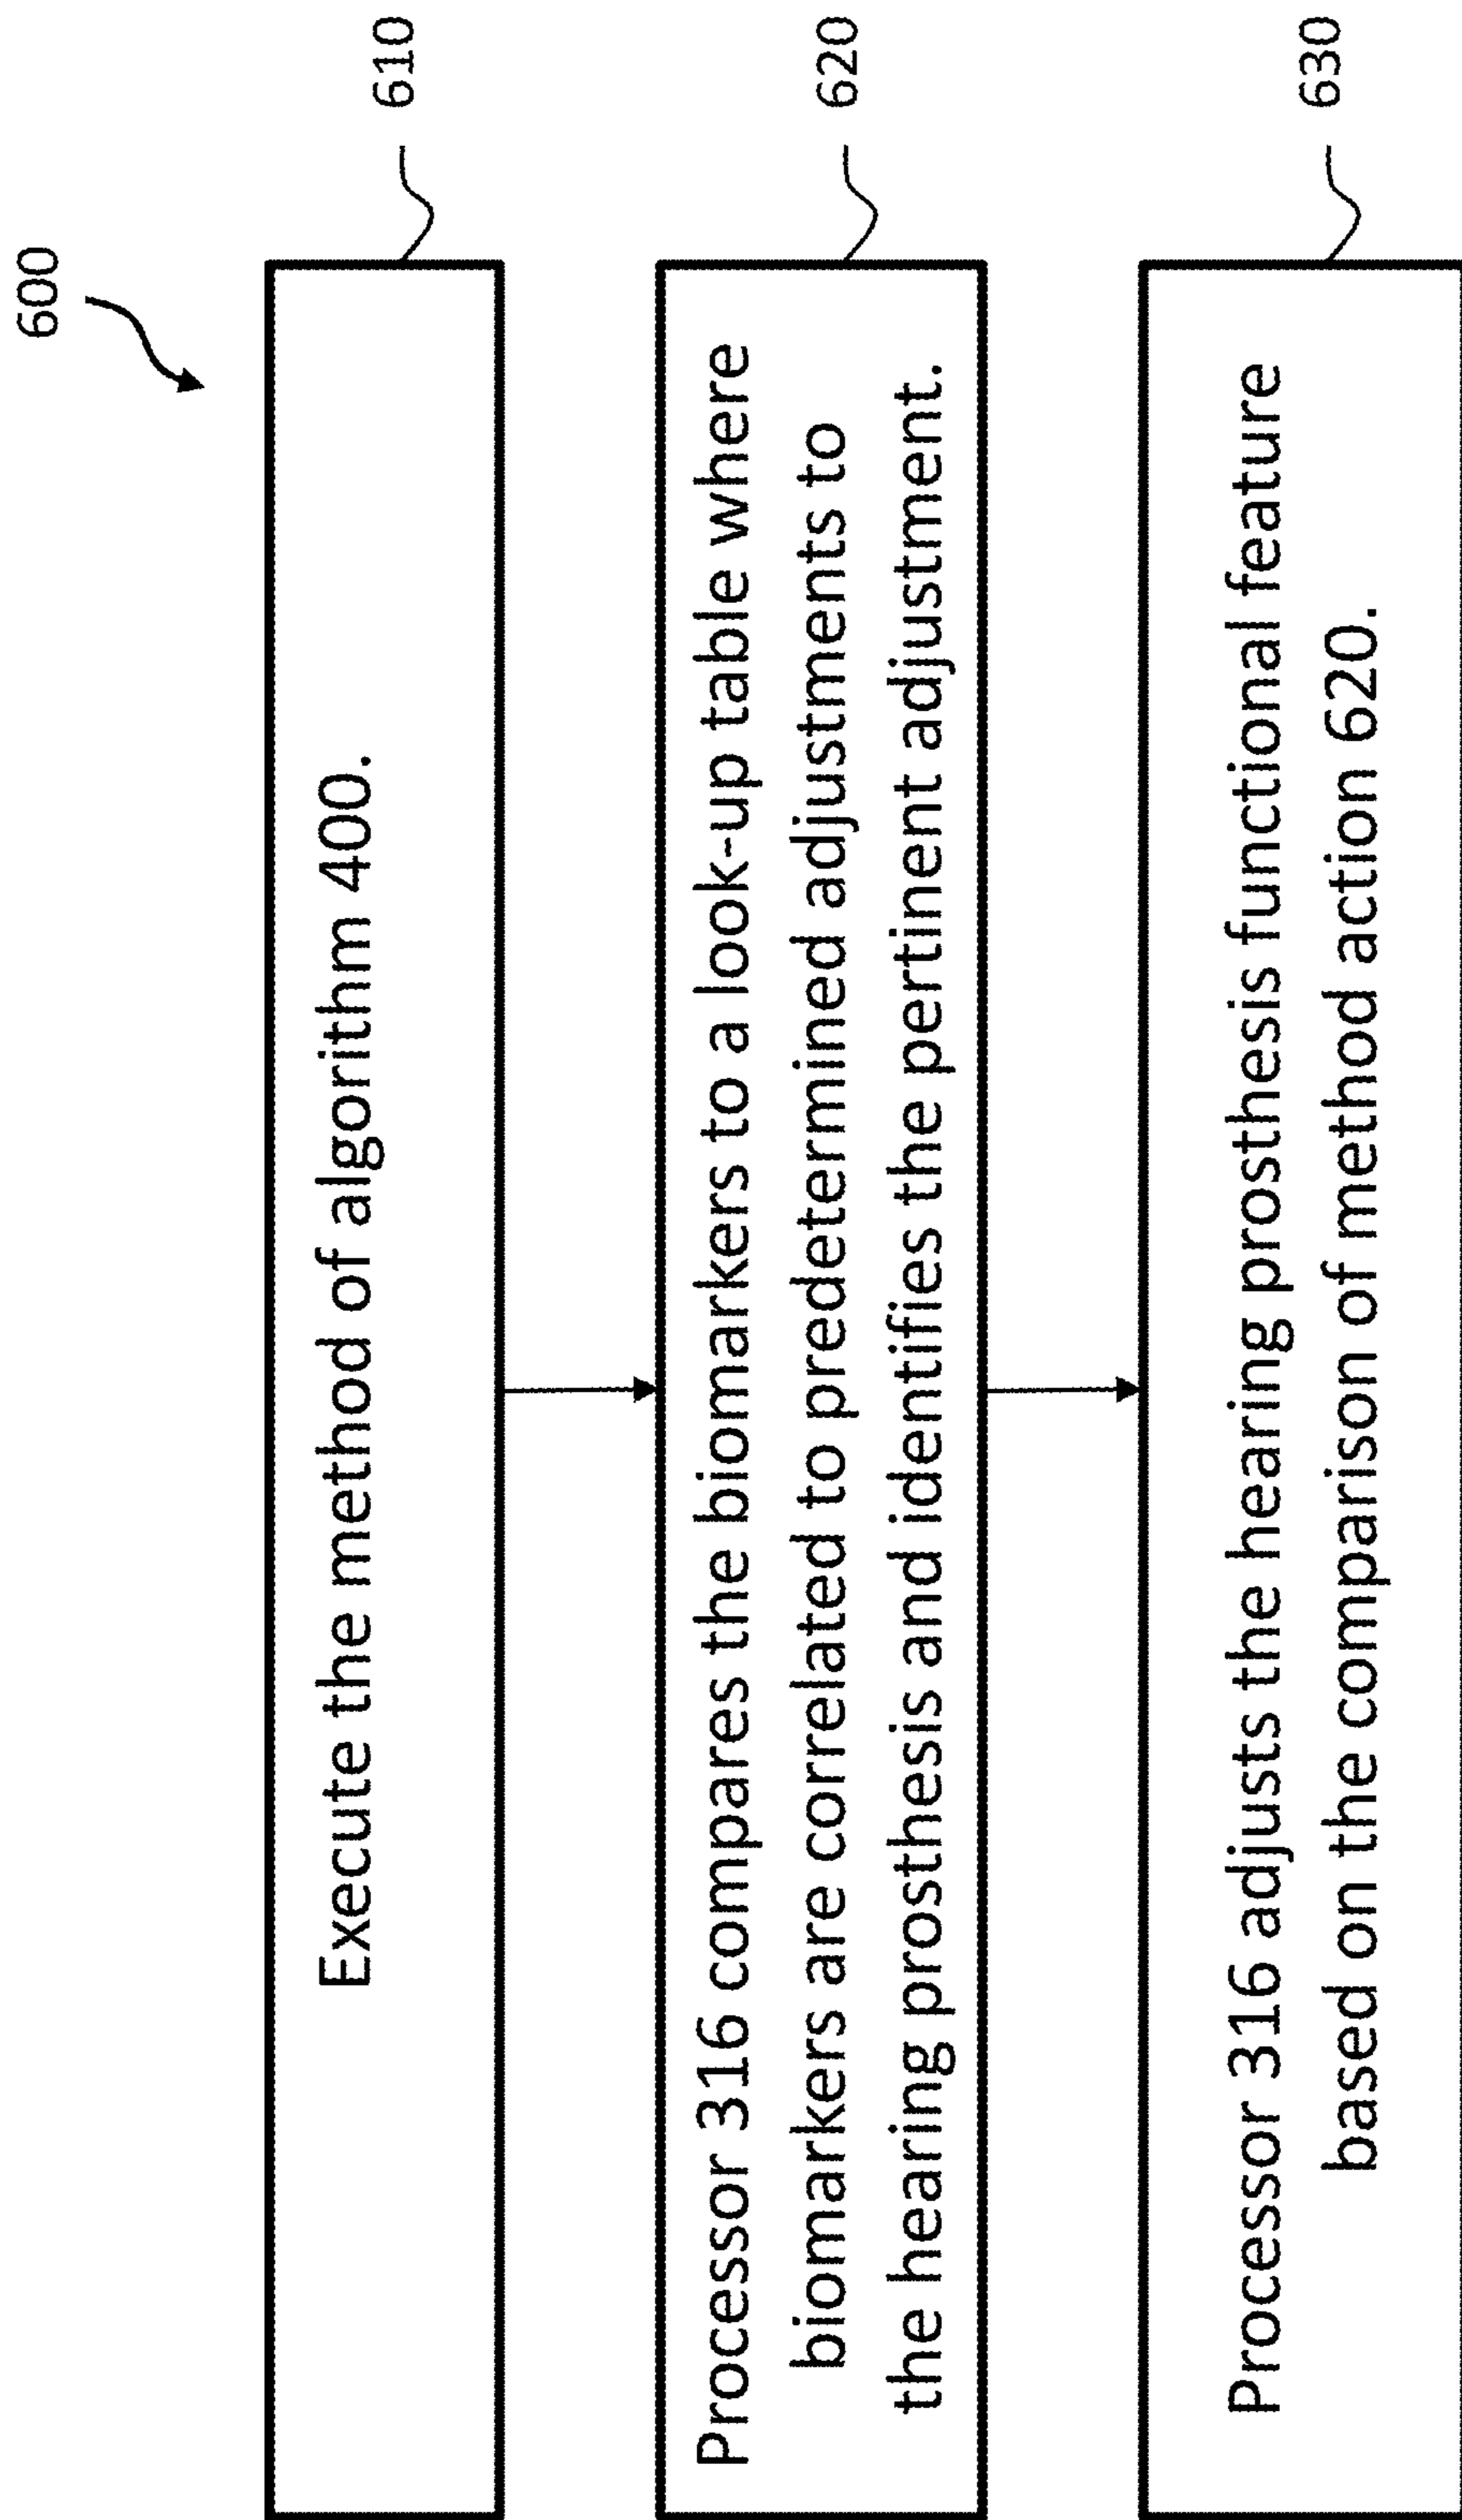 600
Execute the method of algorithm 400.
610
Processor 316 compares the biomarkers to a look-up table where
biomarkers are correlated to predetermined adjustments to
the hearing prosthesis and identifies the pertinent adjustment.
620
Processor 316 adjusts the hearing prosthesis functional feature
based on the comparison of method action 620.
630